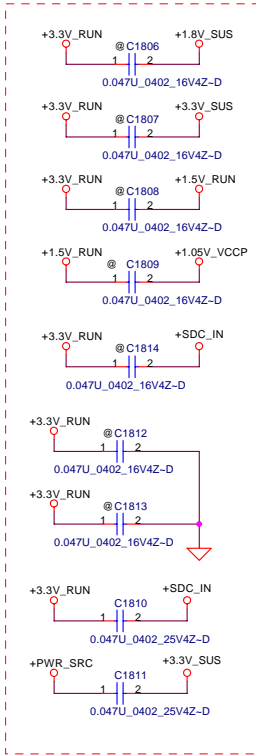 +3.3V_RUN +1.8V_SUS
@ C1806
1 2
0.047U_0402_16V4Z~D
+3.3V_RUN +3.3V_SUS
@ C1807
1 2
0.047U_0402_16V4Z~D
+3.3V_RUN +1.5V_RUN
@ C1808
1 2
0.047U_0402_16V4Z~D
+1.5V_RUN +1.05V_VCCP
@ C1809
1 2
0.047U_0402_16V4Z~D
+3.3V_RUN +SDC_IN
@ C1814
1 2
0.047U_0402_16V4Z~D
+3.3V_RUN
@ C1812
1 2
0.047U_0402_16V4Z~D
+3.3V_RUN
@ C1813
1 2
0.047U_0402_16V4Z~D
+3.3V_RUN +SDC_IN
C1810
1 2
0.047U_0402_25V4Z~D
+PWR_SRC +3.3V_SUS
C1811
1 2
0.047U_0402_25V4Z~D